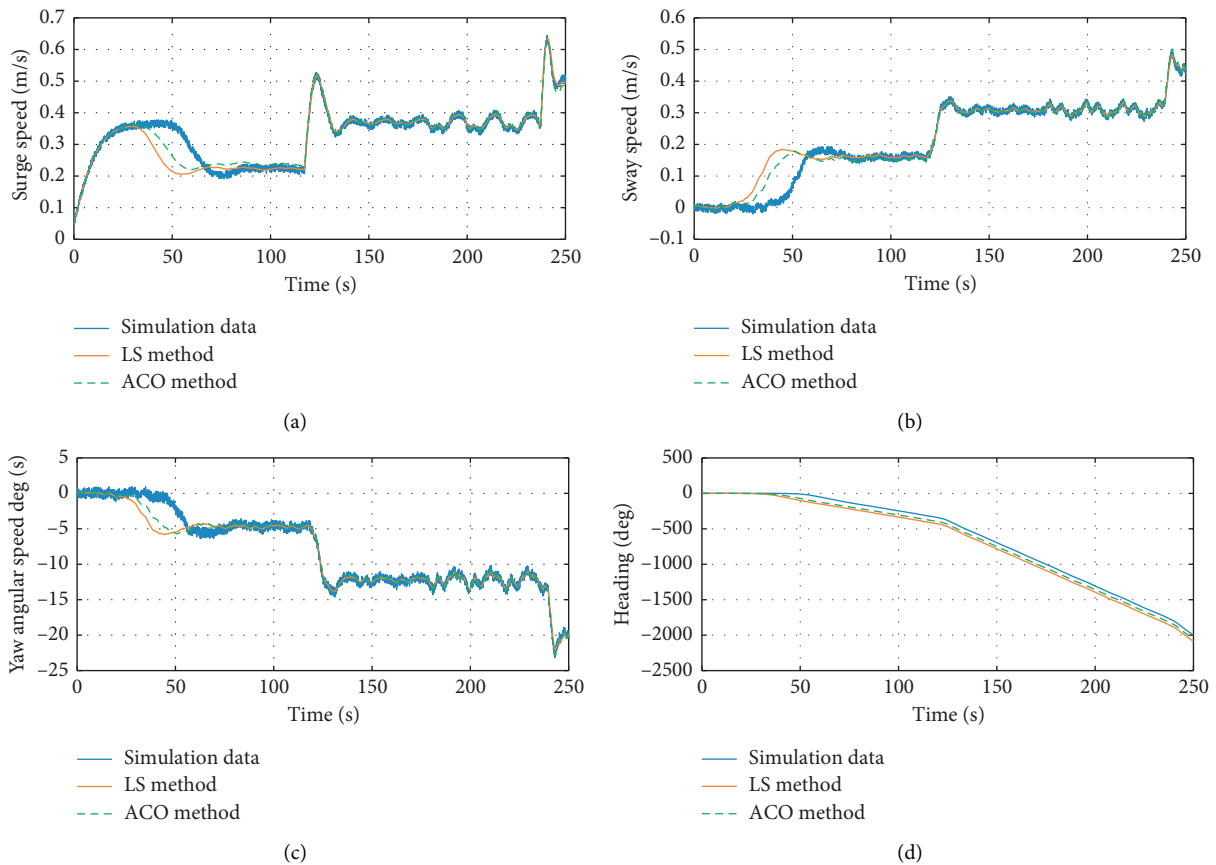 0.7
0.6
0.5
0.4
0.3
0.2
0.1
0
Surge speed (m/s)
0 50 100 150 200 250
Time (s)
Simulation data
LS method
ACO method
(a)
0.5
0.4
0.3
0.2
0.1
0
−0.1
Sway speed (m/s)
0 50 100 150 200 250
Time (s)
Simulation data
LS method
ACO method
(b)
5
0
−5
−10
−15
−20
−25
Yaw angular speed deg (s)
0 50 100 150 200 250
Time (s)
Simulation data
LS method
ACO method
(c)
500
0
−500
−1000
−1500
−2000
−2500
Heading (deg)
0 50 100 150 200 250
Time (s)
Simulation data
LS method
ACO method
(d)